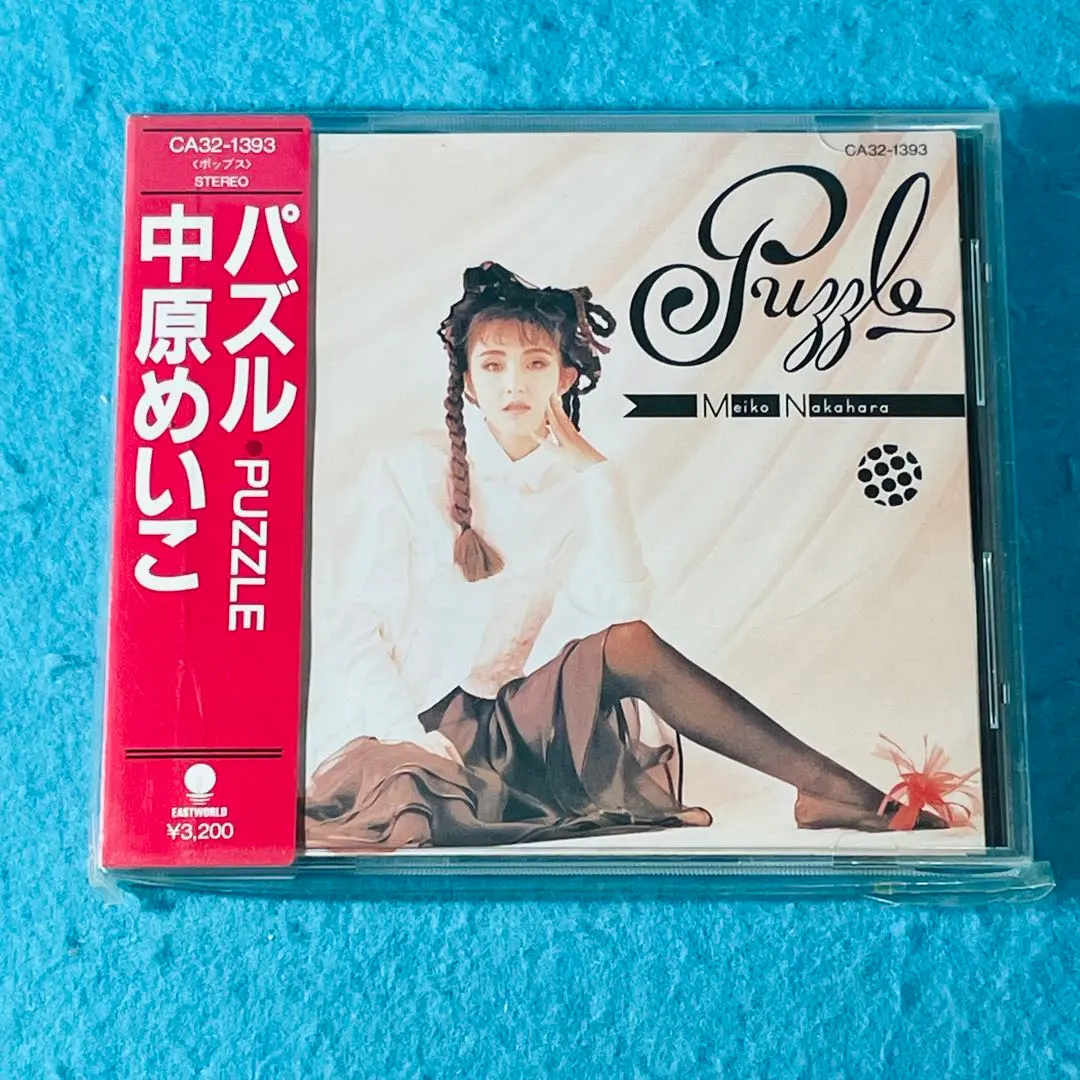 CA32-1393
〈ポップス〉
STEREO
パズル・PUZZLE
中原めいこ
EASTWORLD
¥3,200
CA32-1393
Puzzle
Meiko Nakahara